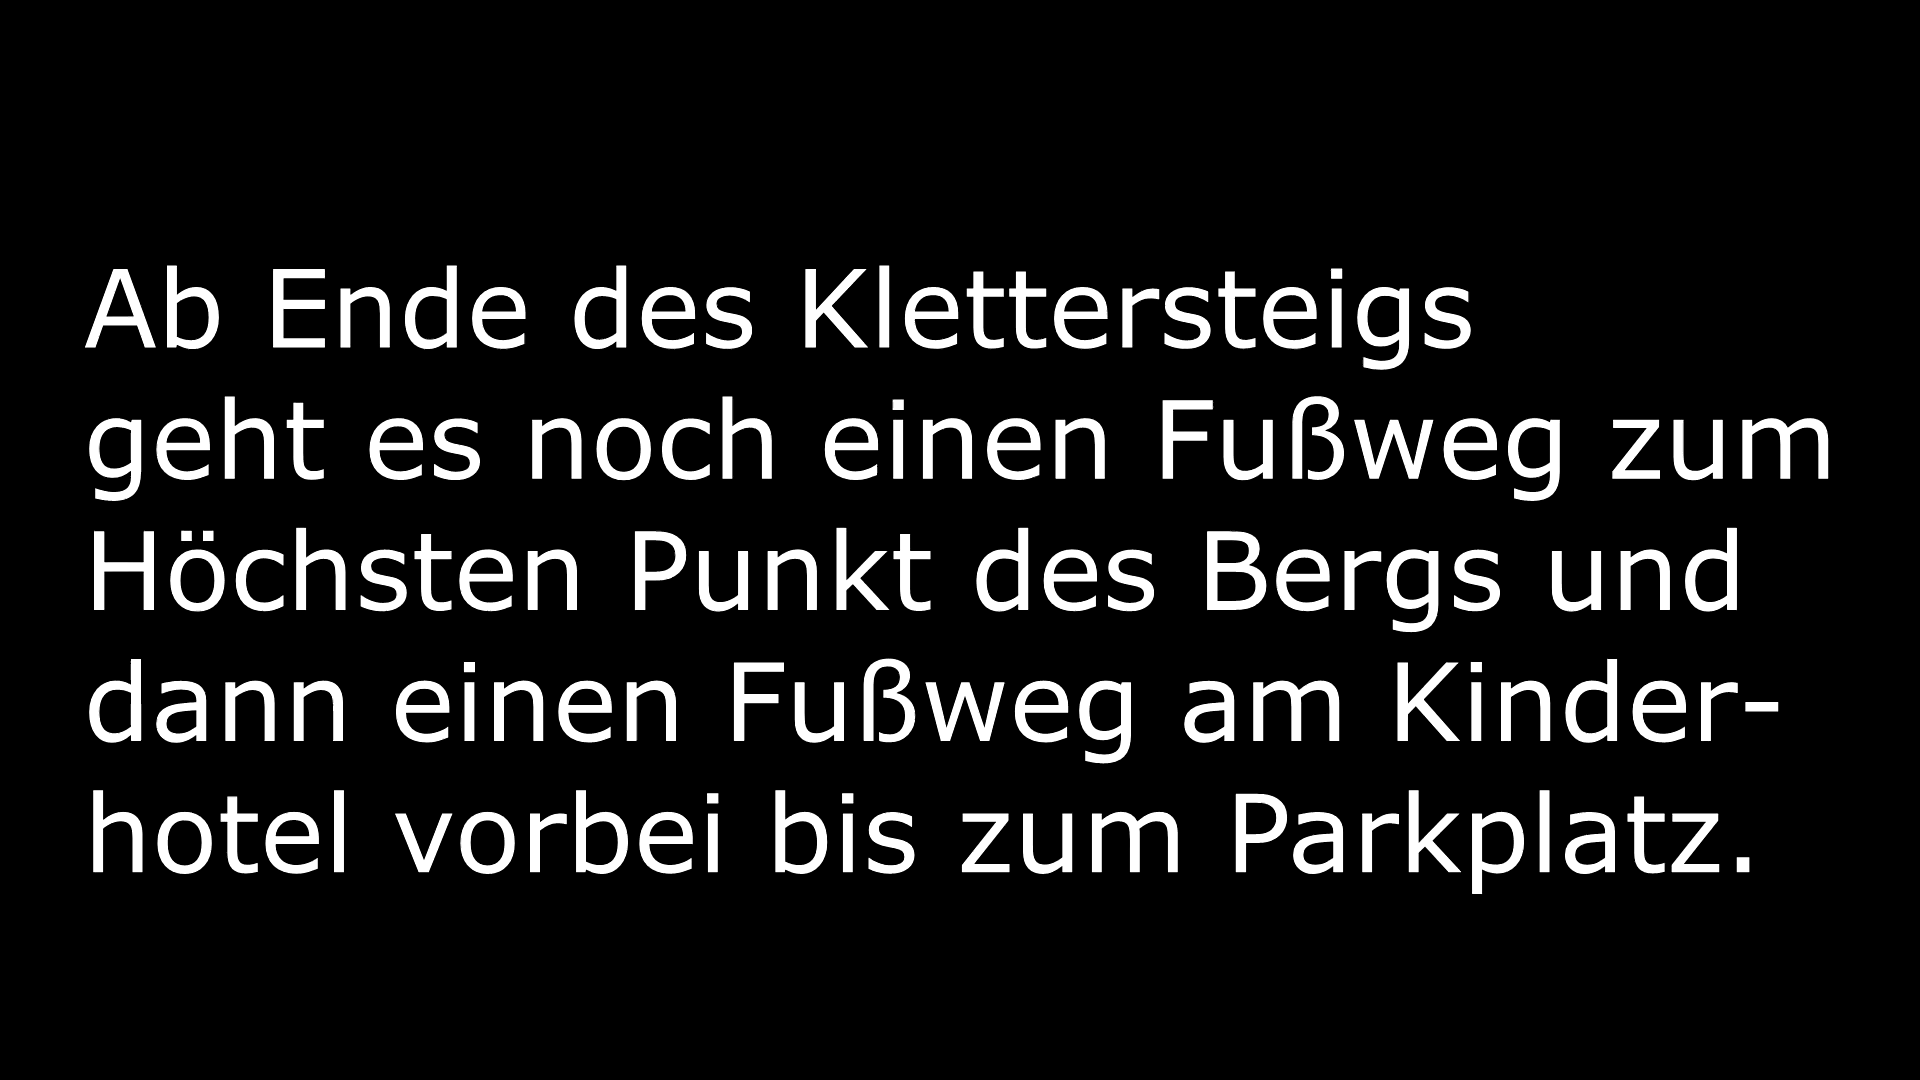 Ab Ende des Klettersteigs
geht es noch einen Fußweg zum
Höchsten Punkt des Bergs und
dann einen Fußweg am Kinder-
hotel vorbei bis zum Parkplatz.